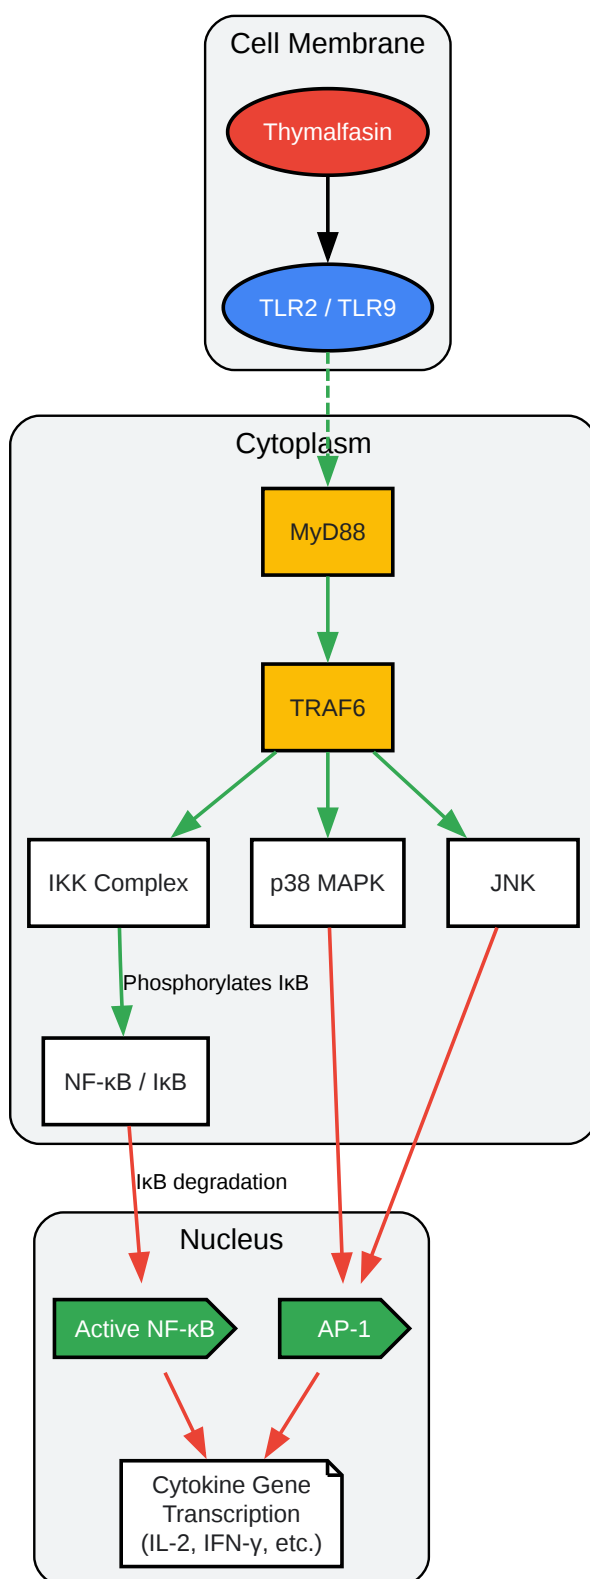 Cell Membrane
Thymalfasin
TLR2 / TLR9
Cytoplasm
MyD88
TRAF6
IKK Complex
p38 MAPK
JNK
Phosphorylates IκB
NF-κB / IκB
IκB degradation
Nucleus
Active NF-κB
AP-1
Cytokine Gene
Transcription
(IL-2, IFN-γ, etc.)